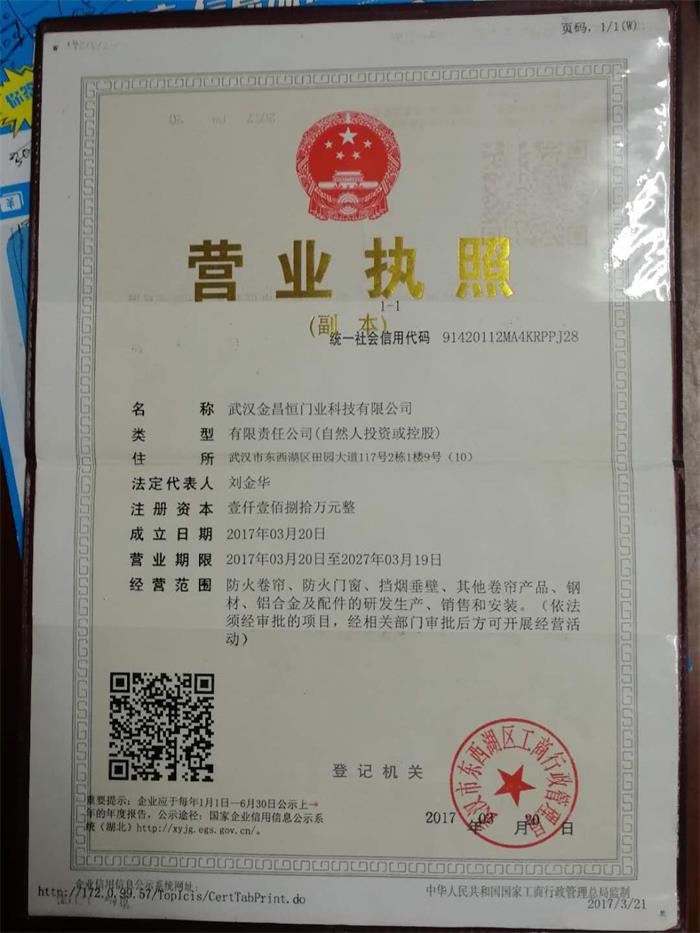 页码, 1/1(W)
营业执照
1-1
(副 本)
统一社会信用代码 91420112MA4KRPPJ28
名称 武汉金昌恒门业科技有限公司
类型 有限责任公司(自然人投资或控股)
住所 武汉市东西湖区田园大道117号2栋1楼9号（10）
法定代表人 刘金华
注册资本 壹仟壹佰捌拾万元整
成立日期 2017年03月20日
营业期限 2017年03月20日至2027年03月19日
经营范围 防火卷帘、防火门窗、挡烟垂壁、其他卷帘产品、钢
材、铝合金及配件的研发生产、销售和安装。（依法
须经审批的项目，经相关部门审批后方可开展经营活
动）
登记机关
武汉市东西湖区工商行政管理局
2017年03月20日
重要提示：企业应于每年1月1日—6月30日公示上一
年的年度报告，公示途径：国家企业信用信息公示系
统（湖北）http://xyjg.egs.gov.cn/。
企业信用信息公示系统网址：
http://172.0.99.57/TopIcis/CertTabPrint.do
中华人民共和国国家工商行政管理总局监制
2017/3/21